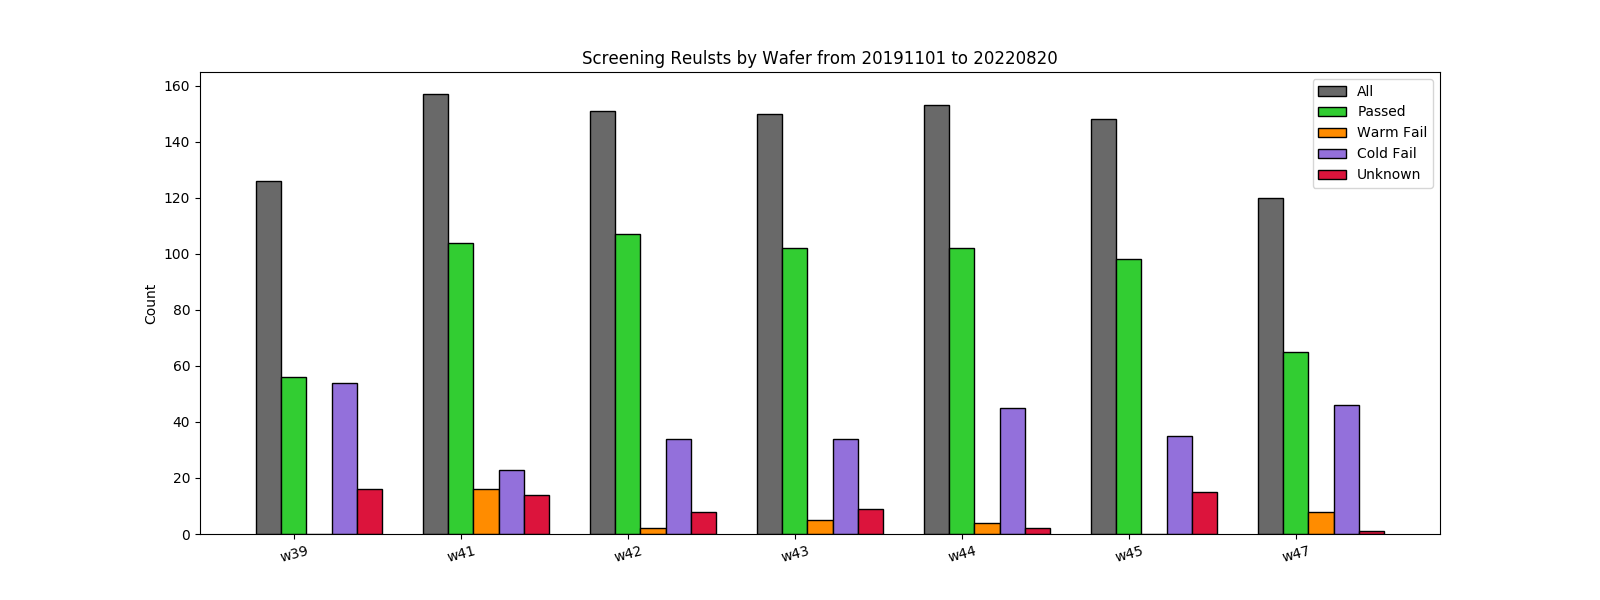 Screening Reulsts by Wafer from 20191101 to 20220820
160
140
120
100
80
60
40
20
0
Count
All
Passed
Warm Fail
Cold Fail
Unknown
w39
w41
w42
w43
w44
w45
w47